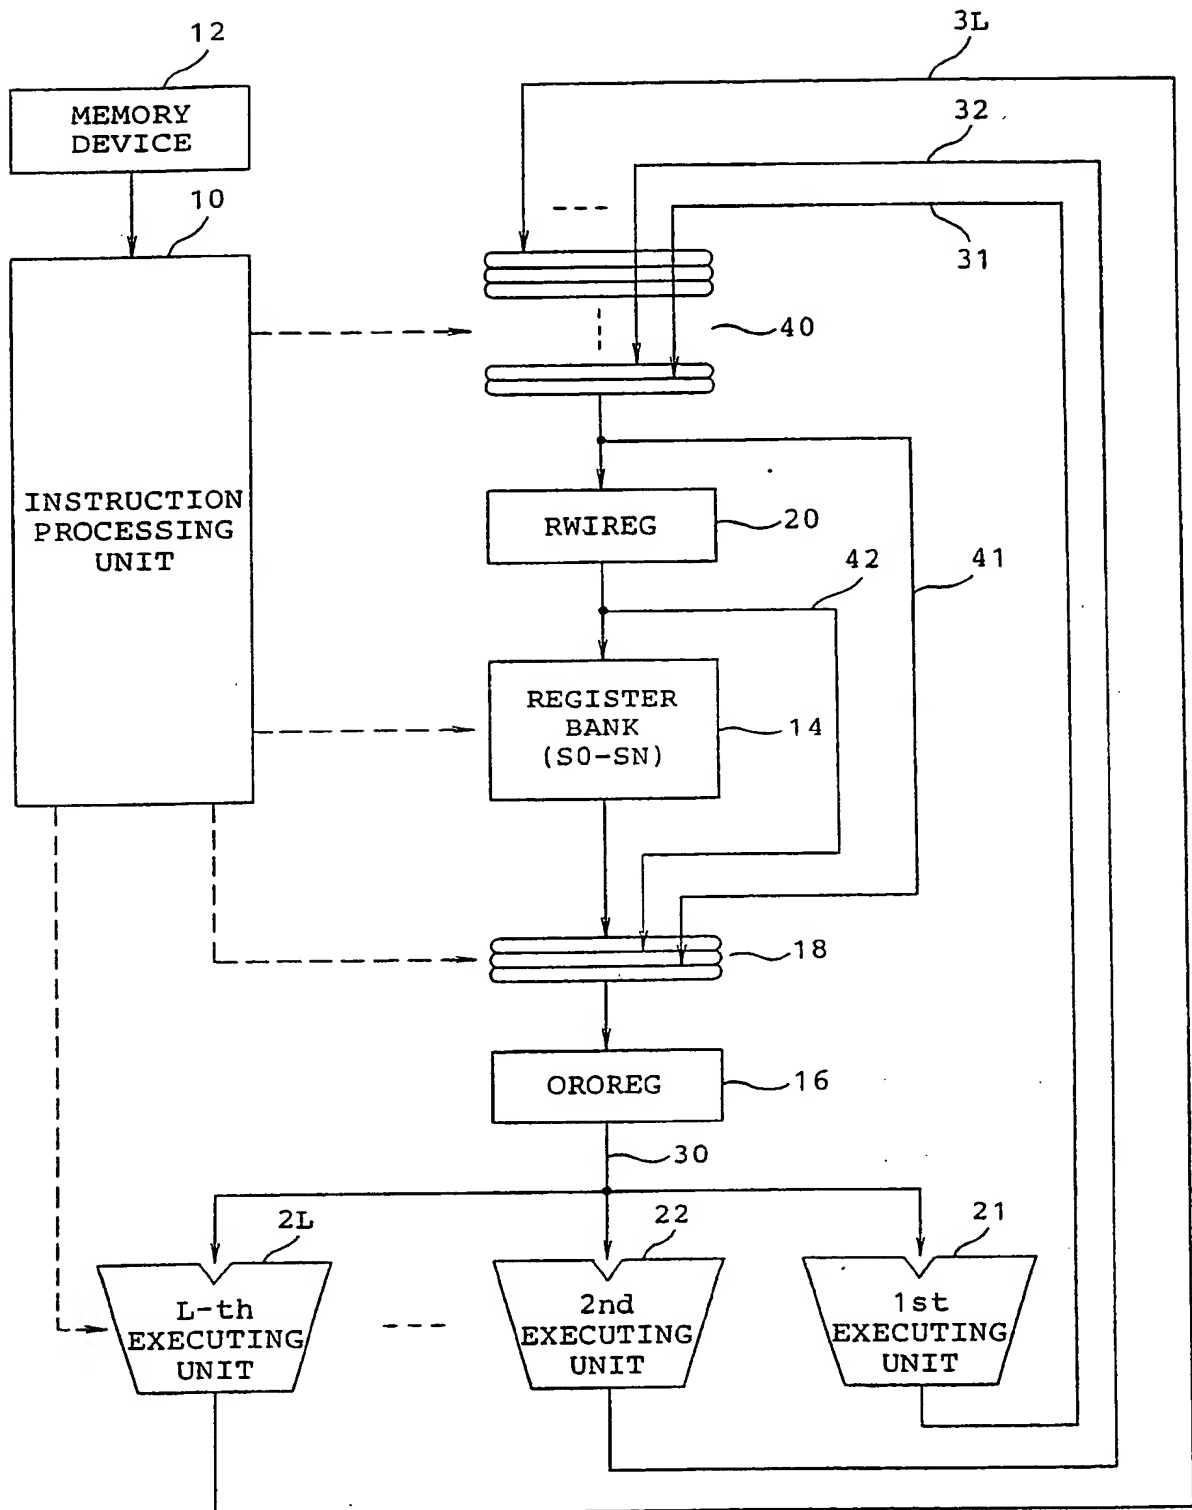 12
3L
MEMORY
DEVICE
32
10
31
40
INSTRUCTION
PROCESSING
UNIT
RWIREG
20
42
41
REGISTER
BANK
(S0-SN)
14
18
OROREG
16
30
2L
22
21
L-th
EXECUTING
UNIT
2nd
EXECUTING
UNIT
1st
EXECUTING
UNIT